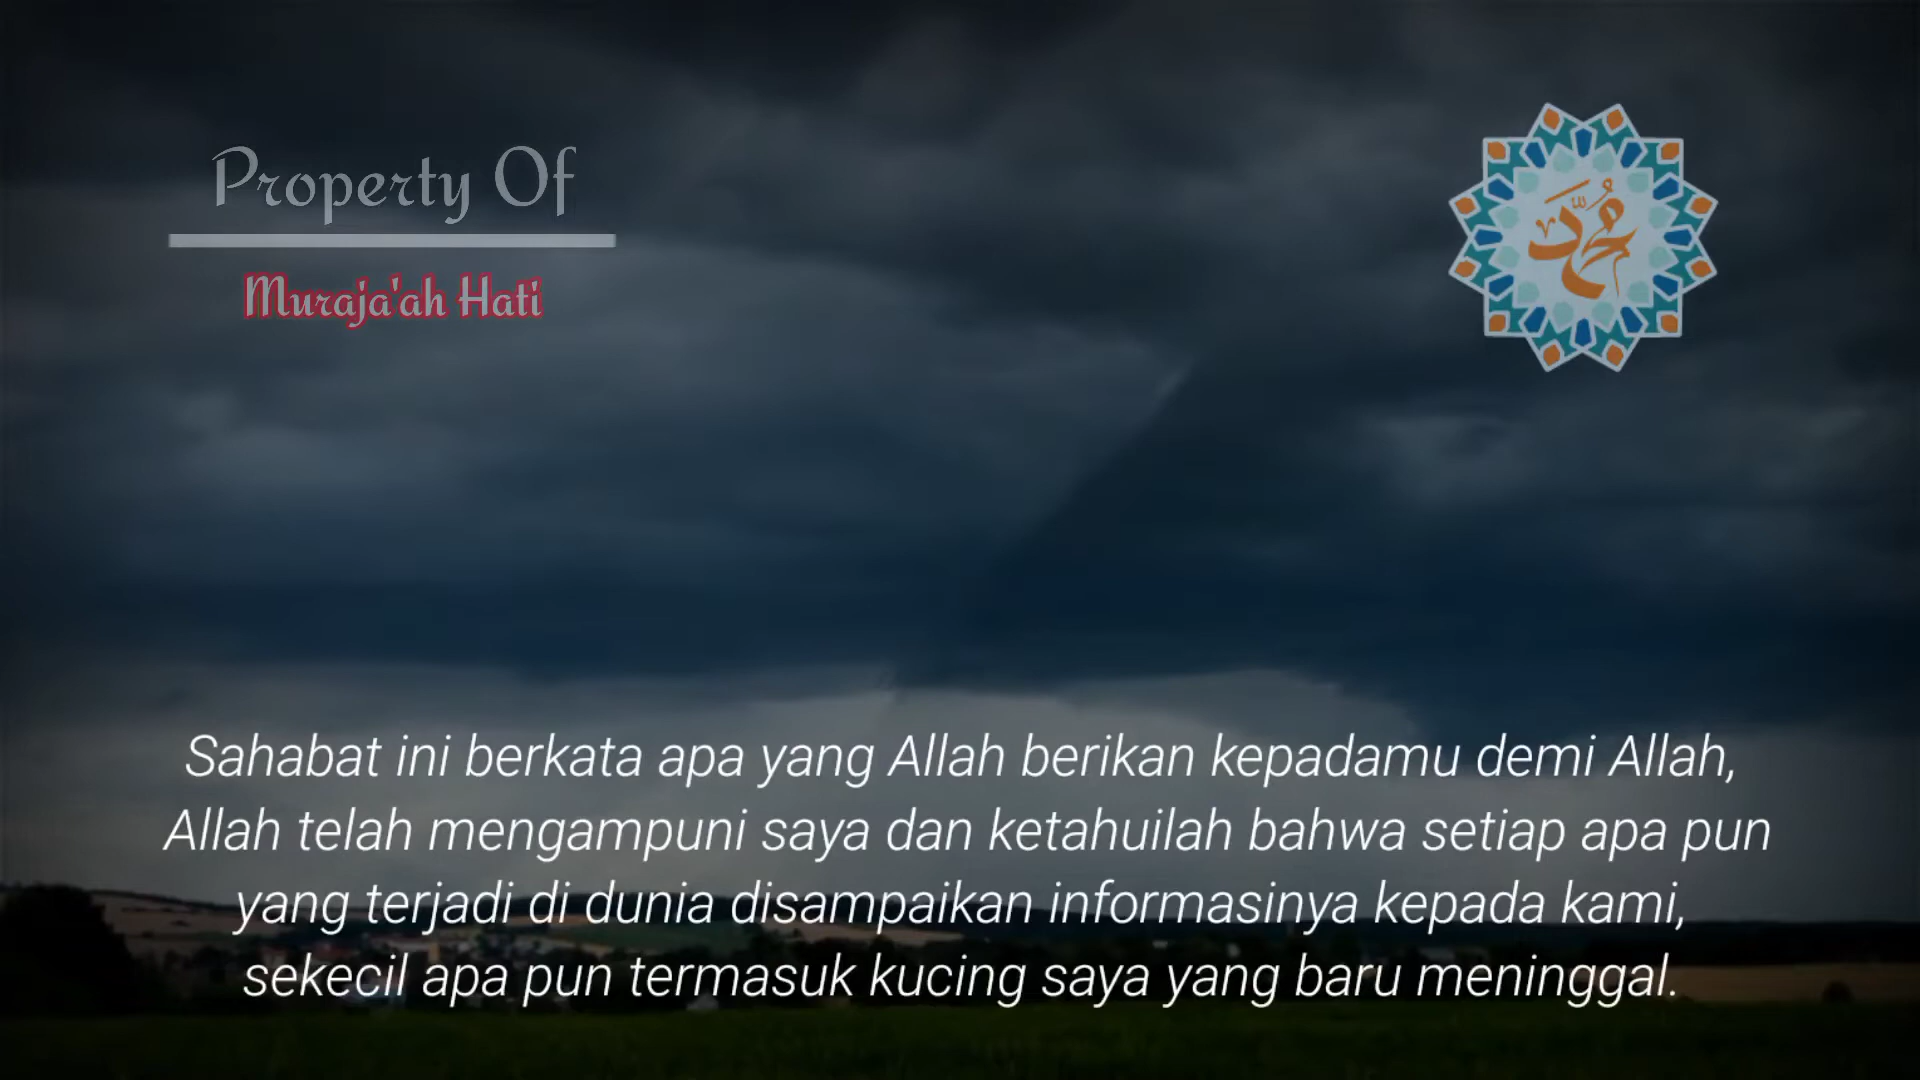 Property Of
Muraja'ah Hati
محمد
Sahabat ini berkata apa yang Allah berikan kepadamu demi Allah,
Allah telah mengampuni saya dan ketahuilah bahwa setiap apa pun
yang terjadi di dunia disampaikan informasinya kepada kami,
sekecil apa pun termasuk kucing saya yang baru meninggal.